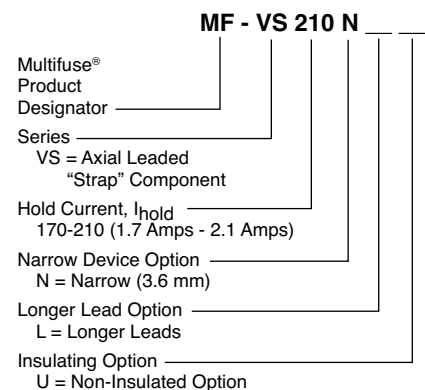 MF - VS 210 N __ __
Multifuse®
Product
Designator
Series
VS = Axial Leaded
“Strap” Component
Hold Current, Ihold
170-210 (1.7 Amps - 2.1 Amps)
Narrow Device Option
N = Narrow (3.6 mm)
Longer Lead Option
L = Longer Leads
Insulating Option
U = Non-Insulated Option